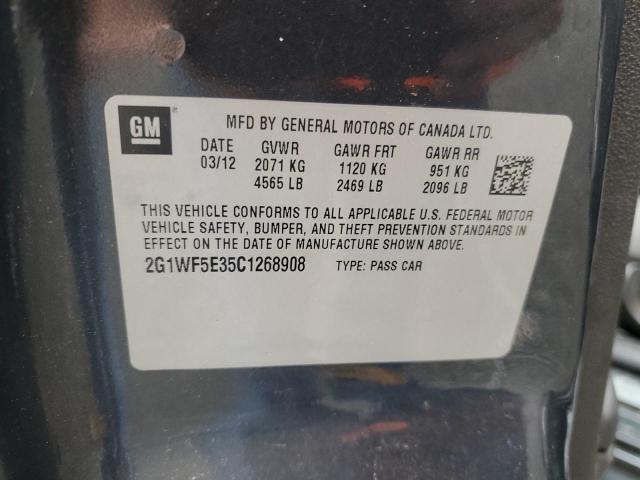 GM
MFD BY GENERAL MOTORS OF CANADA LTD.
DATE GVWR GAWR FRT GAWR RR
03/12 2071 KG 1120 KG 951 KG
4565 LB 2469 LB 2096 LB
THIS VEHICLE CONFORMS TO ALL APPLICABLE U.S. FEDERAL MOTOR
VEHICLE SAFETY, BUMPER, AND THEFT PREVENTION STANDARDS IN
EFFECT ON THE DATE OF MANUFACTURE SHOWN ABOVE.
2G1WF5E35C1268908 TYPE: PASS CAR